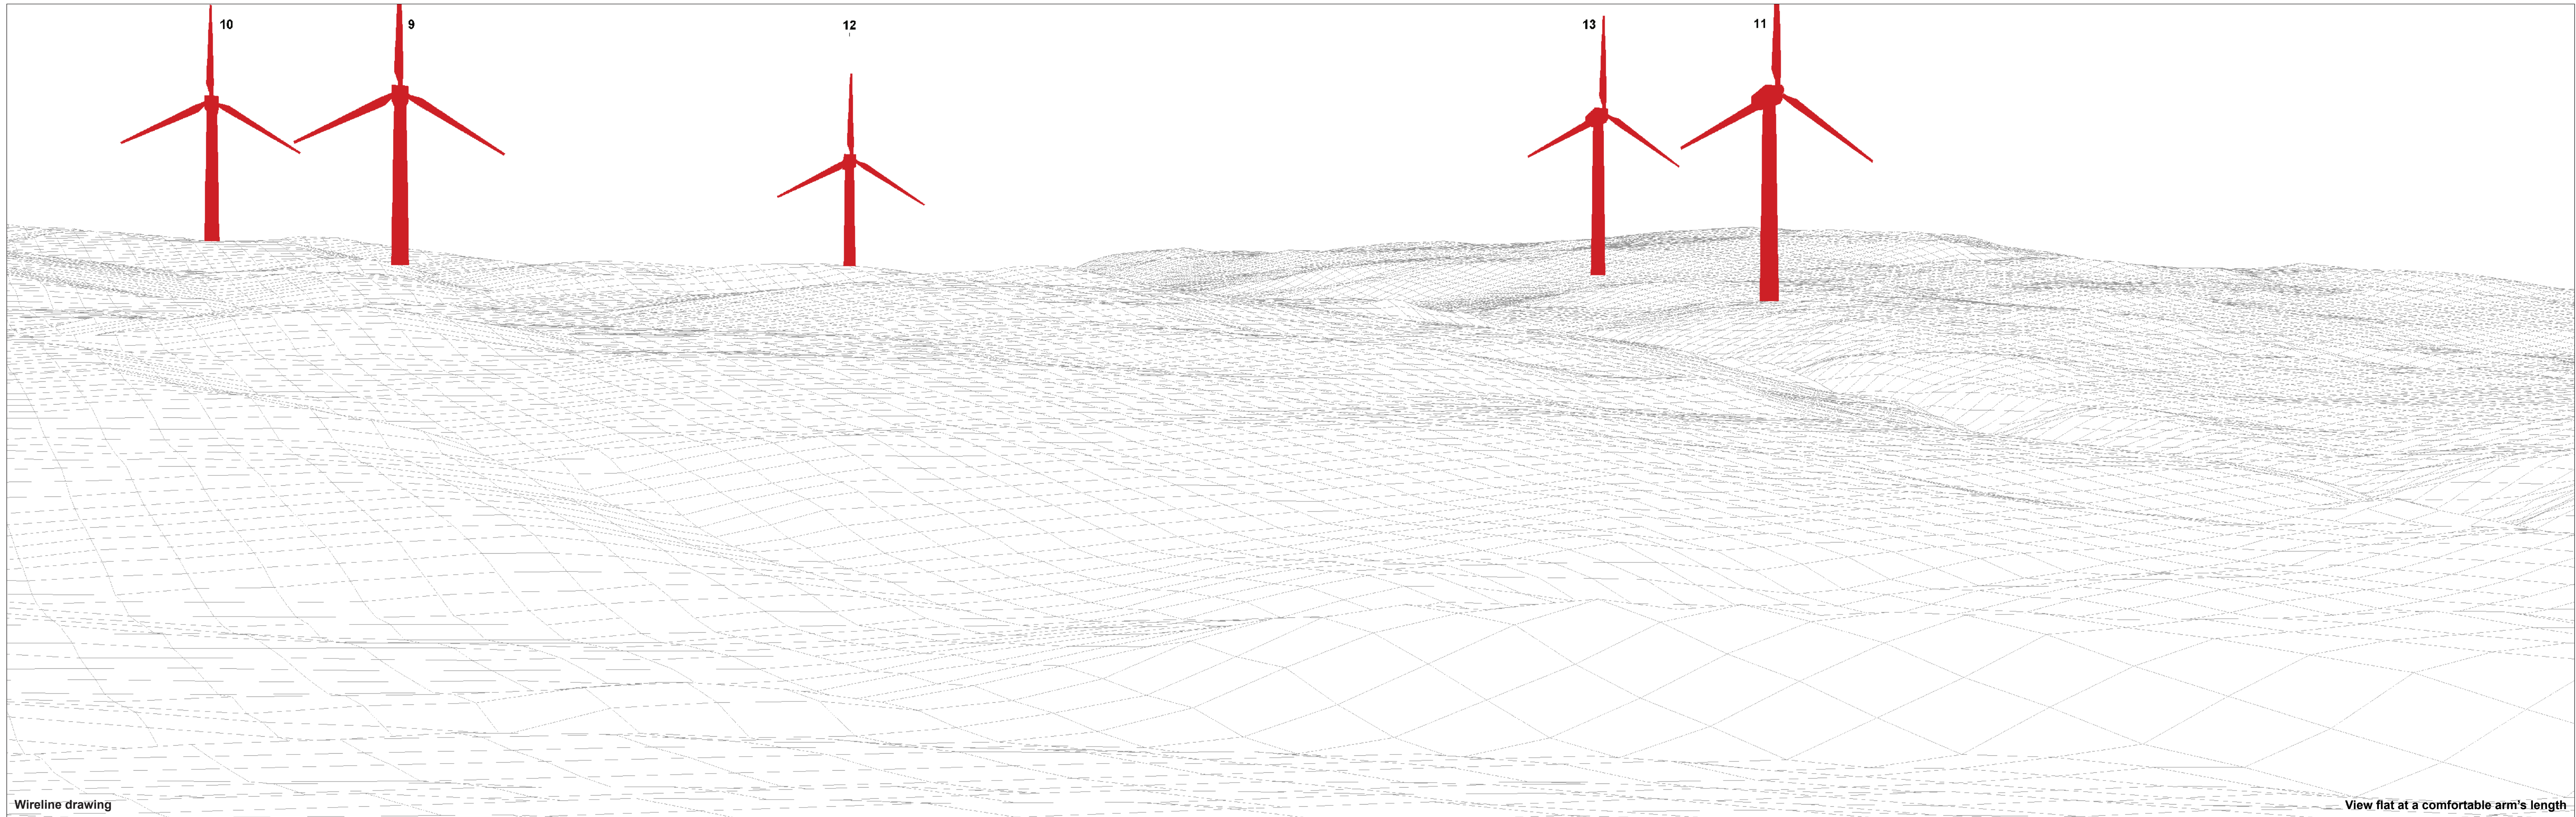 10
9
12
13
11
Wireline drawing
View flat at a comfortable arm's length